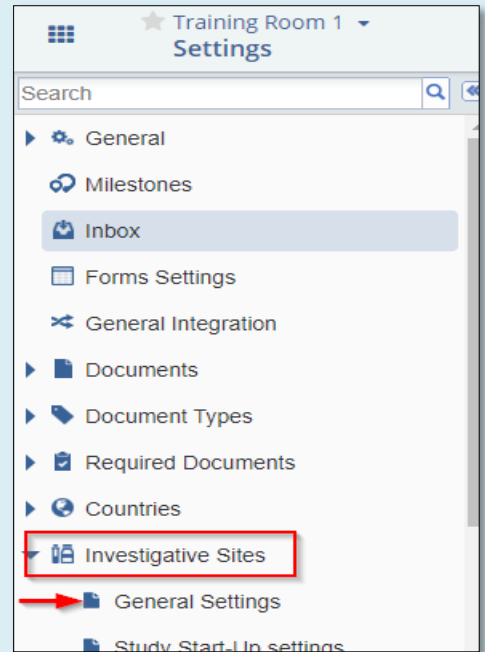 Training Room 1
Settings
Search
General
Milestones
Inbox
Forms Settings
General Integration
Documents
Document Types
Required Documents
Countries
Investigative Sites
General Settings
Study Start-Up settings